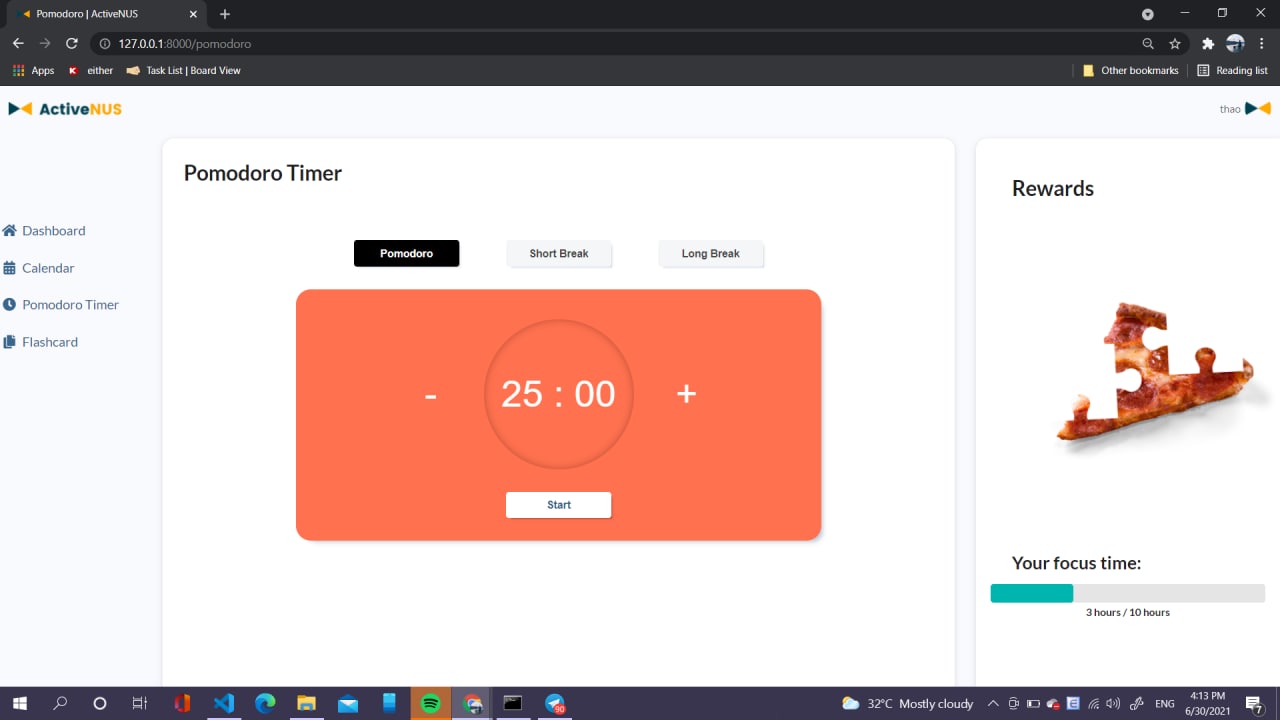 Pomodoro | ActiveNUS
127.0.0.1:8000/pomodoro
Apps
either
Task List | Board View
Other bookmarks
Reading list
ActiveNUS
thao
Pomodoro Timer
Rewards
Dashboard
Calendar
Pomodoro Timer
Flashcard
Pomodoro
Short Break
Long Break
- 25 : 00 +
Start
Your focus time:
3 hours / 10 hours
32°C Mostly cloudy
ENG
4:13 PM
6/30/2021
90
7